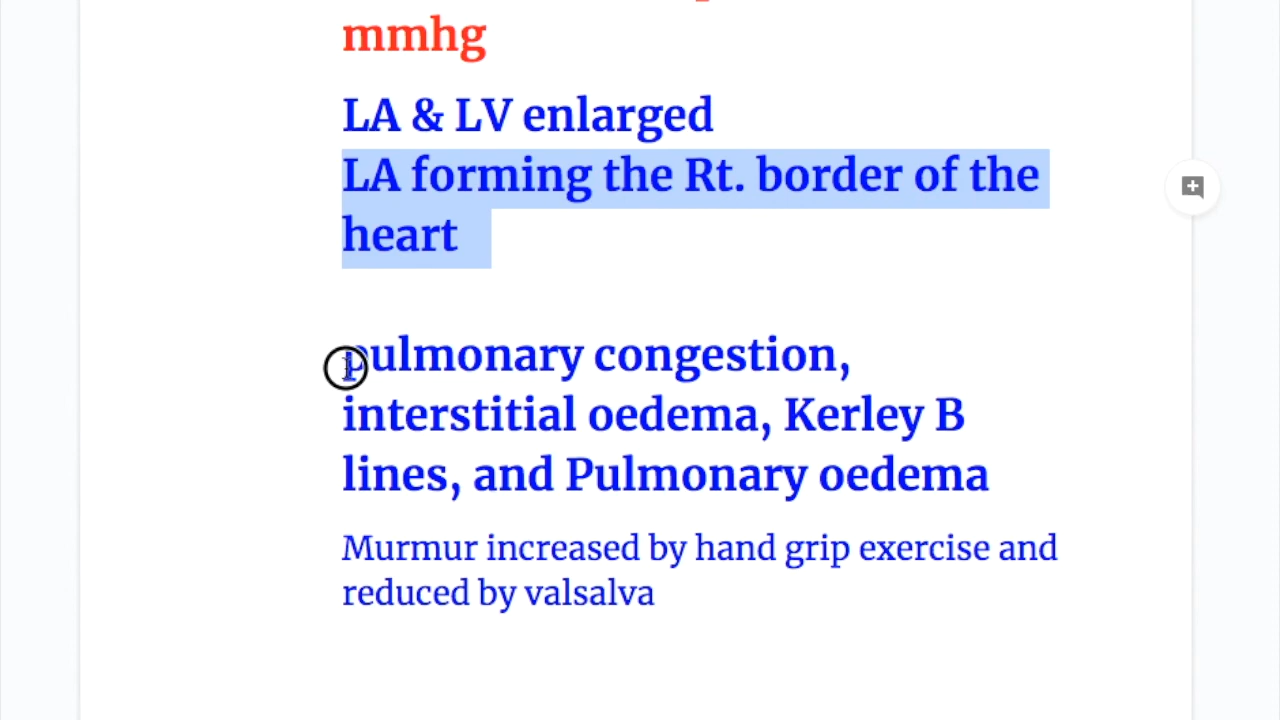 mmhg
LA & LV enlarged
LA forming the Rt. border of the
heart
pulmonary congestion,
interstitial oedema, Kerley B
lines, and Pulmonary oedema
Murmur increased by hand grip exercise and
reduced by valsalva